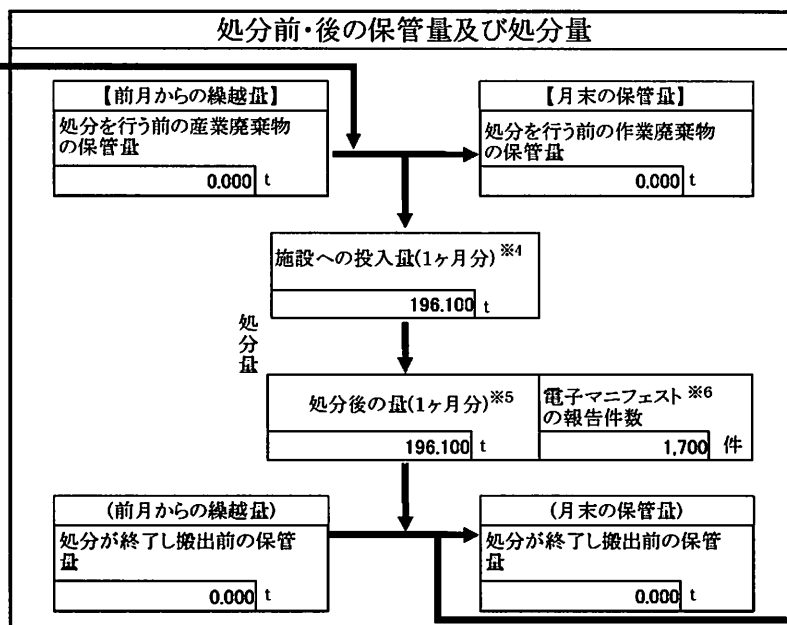 処分前・後の保管量及び処分量
【前月からの繰越量】
処分を行う前の産業廃棄物
の保管量
0.000 t
【月末の保管量】
処分を行う前の作業廃棄物
の保管量
0.000 t
施設への投入量(1ヶ月分)※4
196.100 t
処分量
処分後の量(1ヶ月分)※5
196.100 t
電子マニフェスト※6
の報告件数
1,700 件
(前月からの繰越量)
処分が終了し搬出前の保管
量
0.000 t
(月末の保管量)
処分が終了し搬出前の保管
量
0.000 t